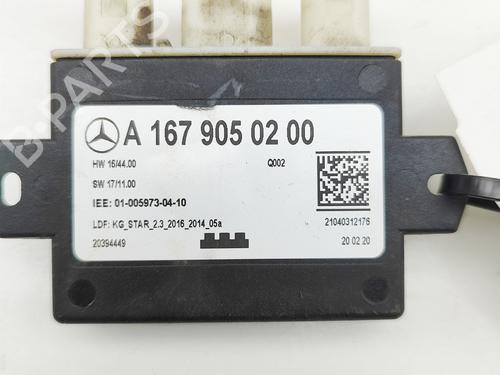 A 167 905 02 00
HW 16/44.00 Q002
SW 17/11.00
IEE: 01-005973-04-10
LDF: KG_STAR_2.3_2016_2014_05a 21040312176
20394449 20 02 20
B-PARTS